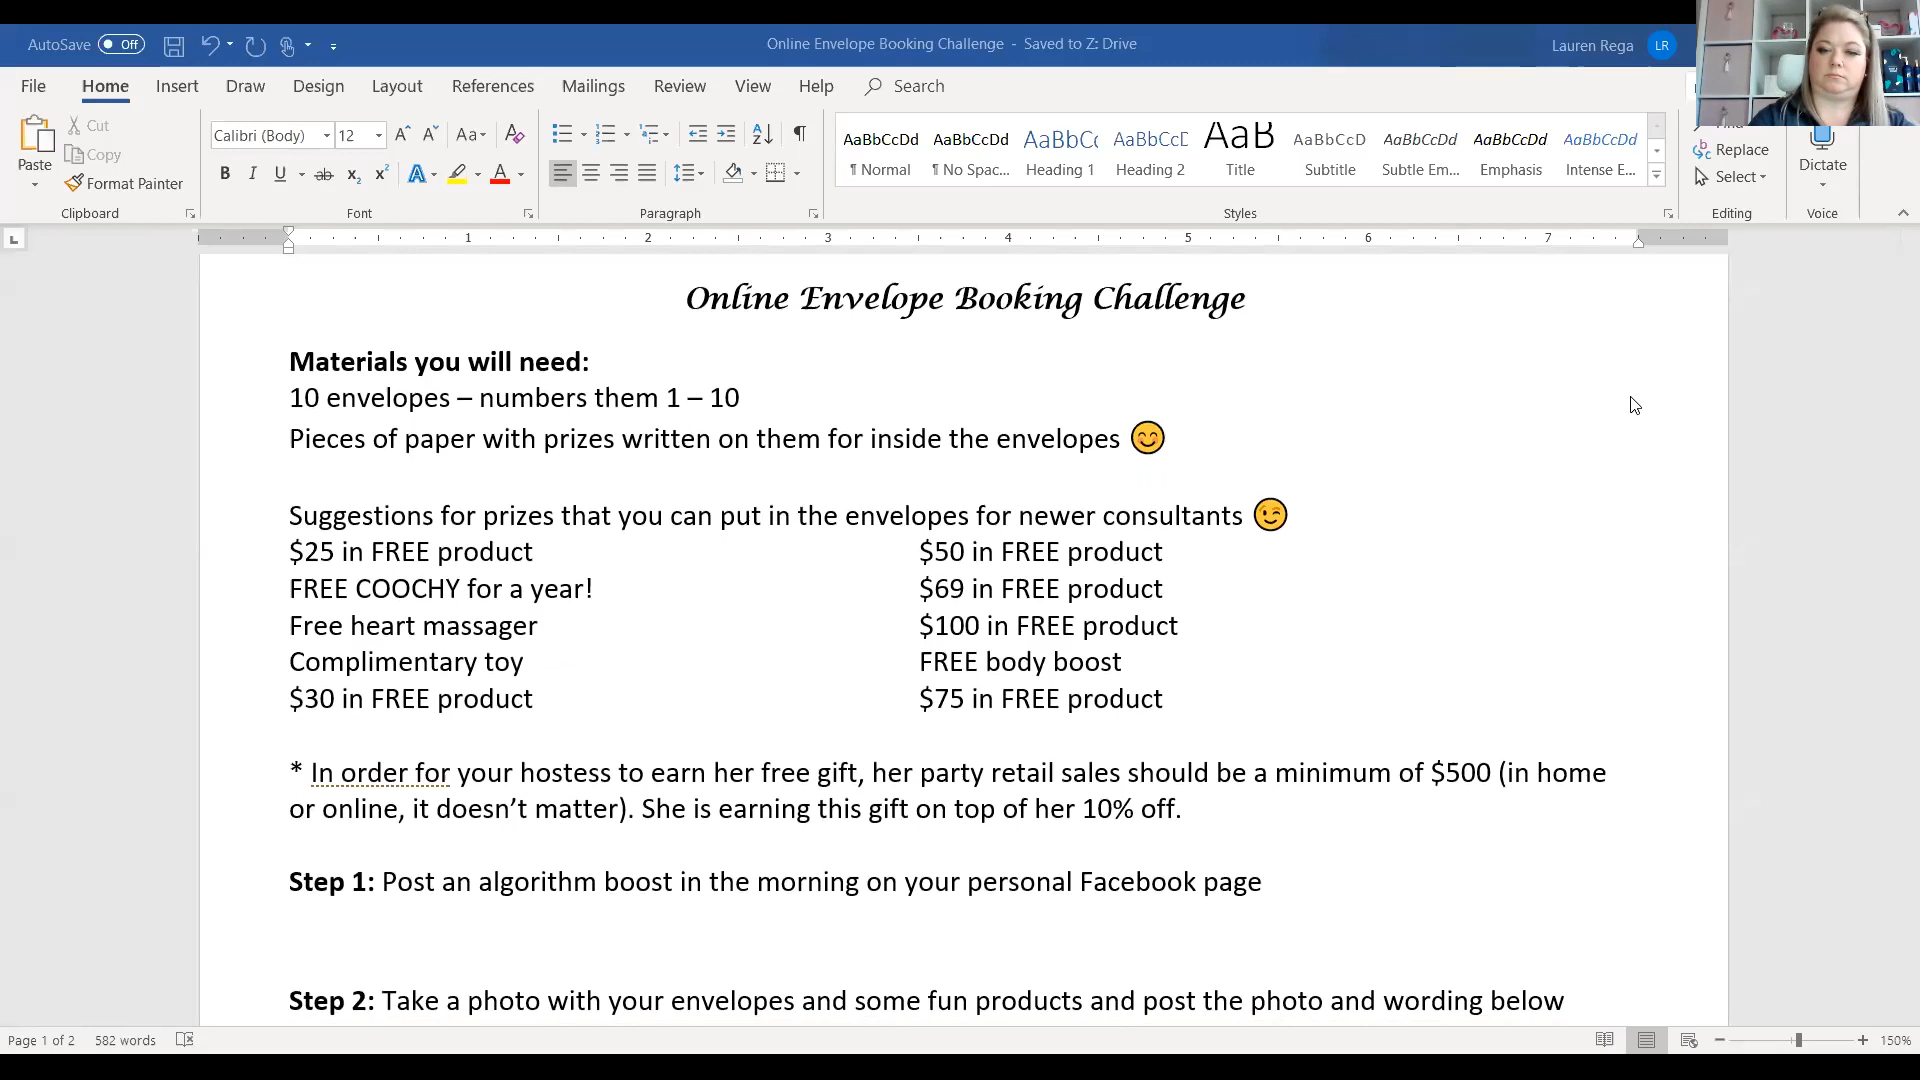 AutoSave Off
Online Envelope Booking Challenge - Saved to Z: Drive
Lauren Rega LR
File Home Insert Draw Design Layout References Mailings Review View Help Search
Paste
Cut
Copy
Format Painter
Clipboard
Calibri (Body) 12
Font
Paragraph
AaBbCcDd AaBbCcDd AaBbCc AaBbCcD AaB AaBbCcD AaBbCcDd AaBbCcDd AaBbCcDd
¶ Normal ¶ No Spac... Heading 1 Heading 2 Title Subtitle Subtle Em... Emphasis Intense E...
Styles
Replace
Select
Editing
Dictate
Voice
1 2 3 4 5 6 7
Online Envelope Booking Challenge
Materials you will need:
10 envelopes – numbers them 1 – 10
Pieces of paper with prizes written on them for inside the envelopes 😊
Suggestions for prizes that you can put in the envelopes for newer consultants 😉
$25 in FREE product $50 in FREE product
FREE COOCHY for a year! $69 in FREE product
Free heart massager $100 in FREE product
Complimentary toy FREE body boost
$30 in FREE product $75 in FREE product
* In order for your hostess to earn her free gift, her party retail sales should be a minimum of $500 (in home
or online, it doesn’t matter). She is earning this gift on top of her 10% off.
Step 1: Post an algorithm boost in the morning on your personal Facebook page
Step 2: Take a photo with your envelopes and some fun products and post the photo and wording below
Page 1 of 2 582 words 150%